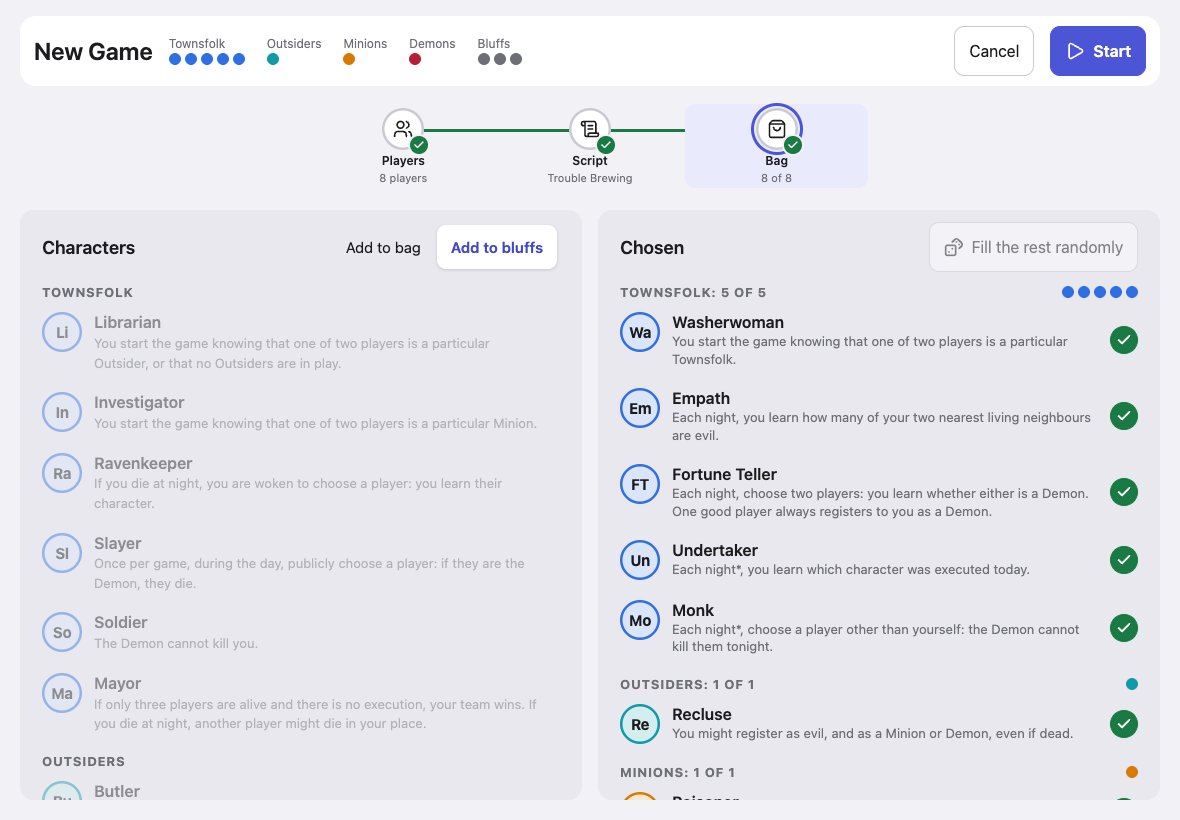 New Game
Townsfolk
Outsiders
Minions
Demons
Bluffs
Cancel
Start
Players
8 players
Script
Trouble Brewing
Bag
8 of 8
Characters
Add to bag
Add to bluffs
TOWNSFOLK
Li
Librarian
You start the game knowing that one of two players is a particular
Outsider, or that no Outsiders are in play.
In
Investigator
You start the game knowing that one of two players is a particular Minion.
Ra
Ravenkeeper
If you die at night, you are woken to choose a player: you learn their
character.
Sl
Slayer
Once per game, during the day, publicly choose a player: if they are the
Demon, they die.
So
Soldier
The Demon cannot kill you.
Ma
Mayor
If only three players are alive and there is no execution, your team wins. If
you die at night, another player might die in your place.
OUTSIDERS
Bu
Butler
Chosen
Fill the rest randomly
TOWNSFOLK: 5 OF 5
Wa
Washerwoman
You start the game knowing that one of two players is a particular
Townsfolk.
Em
Empath
Each night, you learn how many of your two nearest living neighbours
are evil.
FT
Fortune Teller
Each night, choose two players: you learn whether either is a Demon.
One good player always registers to you as a Demon.
Un
Undertaker
Each night*, you learn which character was executed today.
Mo
Monk
Each night*, choose a player other than yourself: the Demon cannot
kill them tonight.
OUTSIDERS: 1 OF 1
Re
Recluse
You might register as evil, and as a Minion or Demon, even if dead.
MINIONS: 1 OF 1
Poisoner